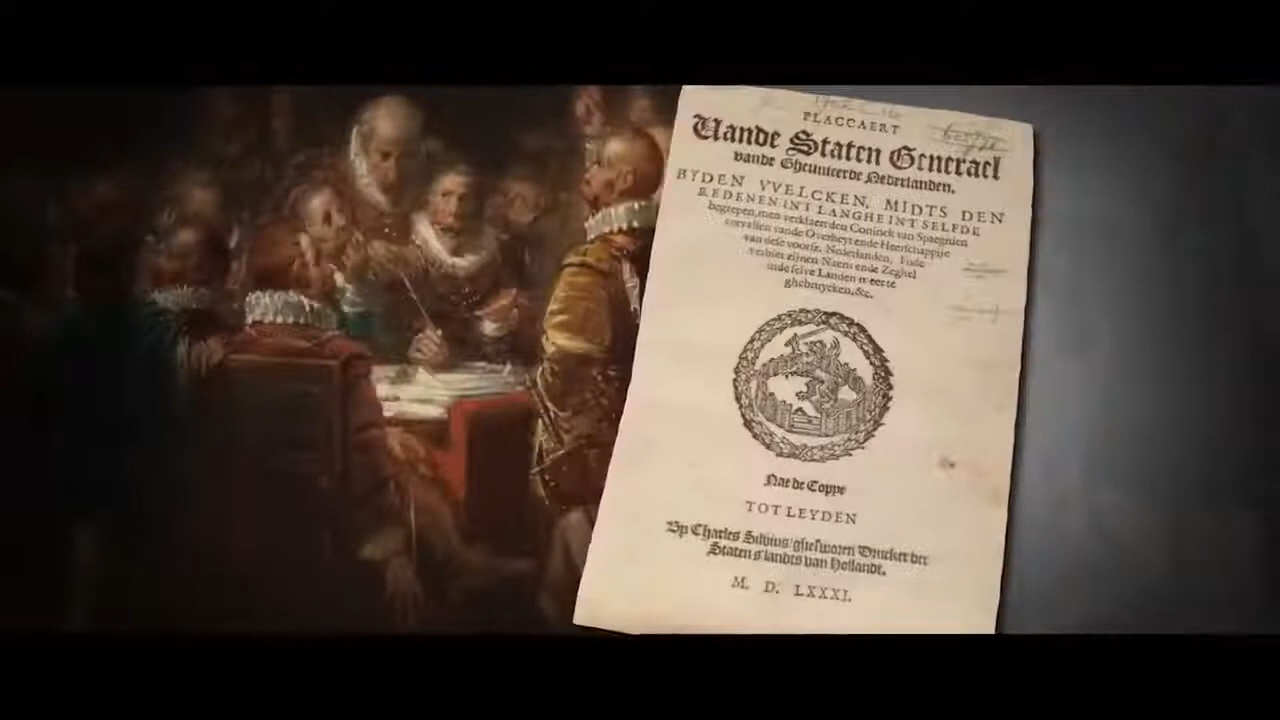 PLACCAERT
Vande Staten Generael
vande Gheunieerde Nederlanden,
BYDEN VVELCKEN, MIDTS DEN
REDENEN INT LANGHE INT SELFDE
begrepen, men verklaert den Coninck van Spaegnien
vervallen vande Overheyt ende Heerschappije
van dese voorsz. Nederlanden, Ende
verbiet zijnen Naem ende Zeghel
inde selve Landen meer te
ghebruycken. &c.
Nae de Coppe
TOT LEYDEN
By Charles Silvius ghesworen Drucker der
Staten s'landts van Hollandt.
M. D. LXXXI.